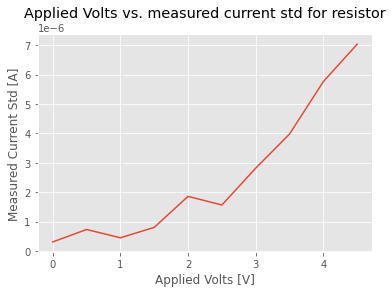 Applied Volts vs. measured current std for resistor
1e−6
7
6
5
4
3
2
1
0
Measured Current Std [A]
0 1 2 3 4
Applied Volts [V]